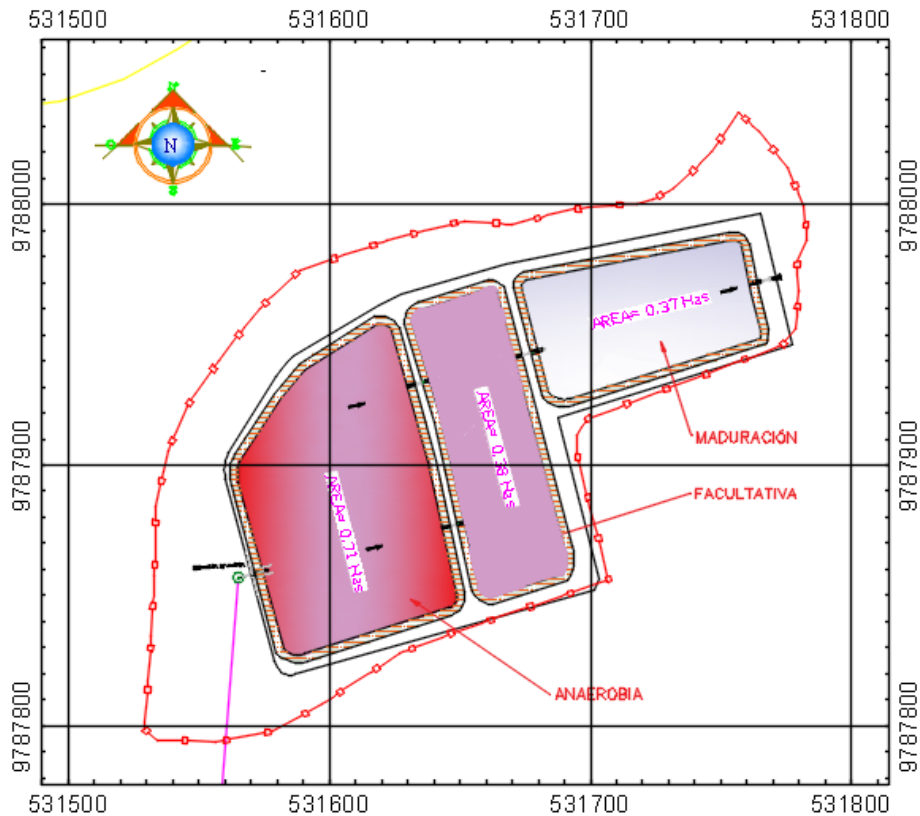 531500 531600 531700 531800
N
9788000 9788000
AREA= 0.37 Has
MADURACIÓN
AREA= 0.38 Has
9787900 9787900
FACULTATIVA
AREA= 0.71 Has
ANAEROBIA
9787800 9787800
531500 531600 531700 531800